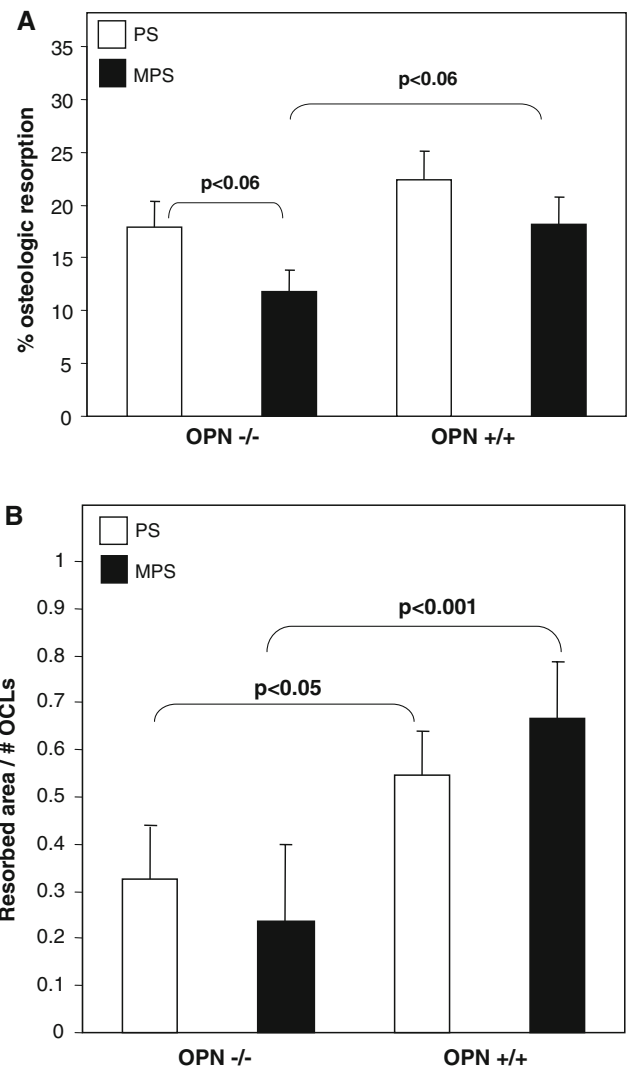 A
PS
MPS
% osteologic resorption
35
30
25
20
15
10
5
0
p<0.06
p<0.06
OPN -/- OPN +/+
B
PS
MPS
Resorbed area / # OCLs
1
0.9
0.8
0.7
0.6
0.5
0.4
0.3
0.2
0.1
0
p<0.001
p<0.05
OPN -/- OPN +/+